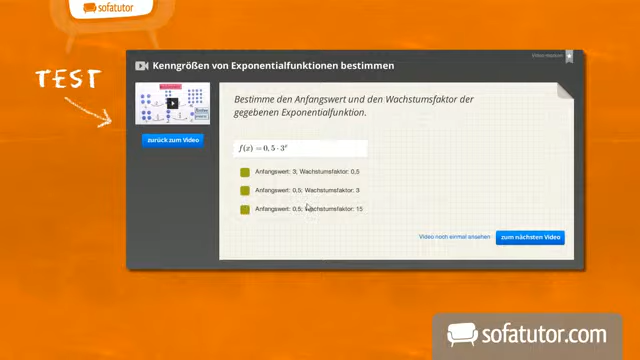 sofatutor
TEST
Kenngrößen von Exponentialfunktionen bestimmen
Bestimme den Anfangswert und den Wachstumsfaktor der
gegebenen Exponentialfunktion.
f(x) = 0, 5 · 3ˣ
Anfangswert: 3; Wachstumsfaktor: 0,5
Anfangswert: 0,5; Wachstumsfaktor: 3
Anfangswert: 0,5; Wachstumsfaktor: 15
zurück zum Video
Video noch einmal ansehen
zum nächsten Video
sofatutor.com